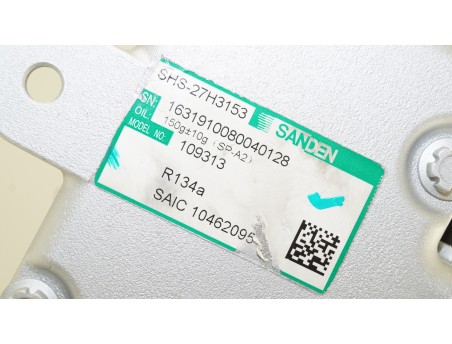 SHS-27H3153
SANDEN
SN: 1631910080040128
OIL: 150g±10g (SP-A2)
MODEL NO: 109313
R134a
SAIC 10462095